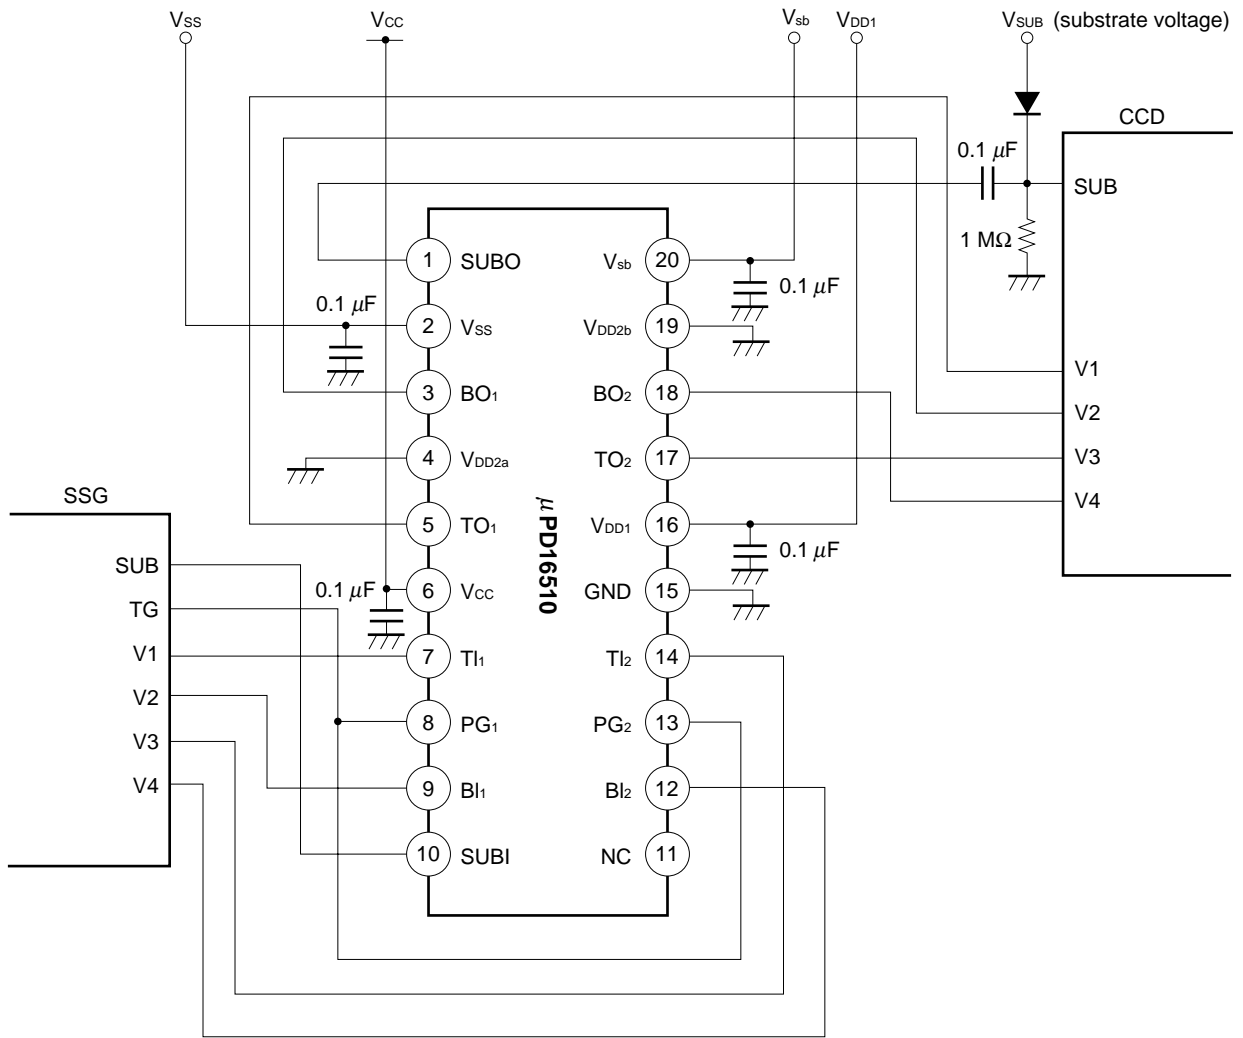 VSS
VCC
Vsb
VDD1
VSUB (substrate voltage)
CCD
0.1 μF
SUB
1 MΩ
1 SUBO
Vsb 20
0.1 μF
0.1 μF
2 VSS
VDD2b 19
3 BO1
BO2 18
V1
V2
4 VDD2a
TO2 17
V3
V4
SSG
5 TO1
VDD1 16
0.1 μF
μPD16510
SUB
0.1 μF
6 VCC
GND 15
TG
V1
7 TI1
TI2 14
V2
8 PG1
PG2 13
V3
V4
9 BI1
BI2 12
10 SUBI
NC 11